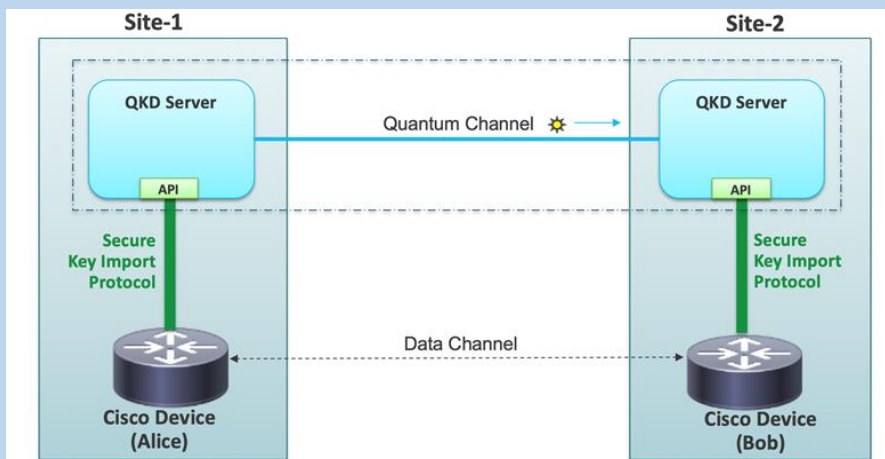 Site-1
Site-2
QKD Server
QKD Server
Quantum Channel
API
API
Secure
Key Import
Protocol
Secure
Key Import
Protocol
Data Channel
Cisco Device
(Alice)
Cisco Device
(Bob)